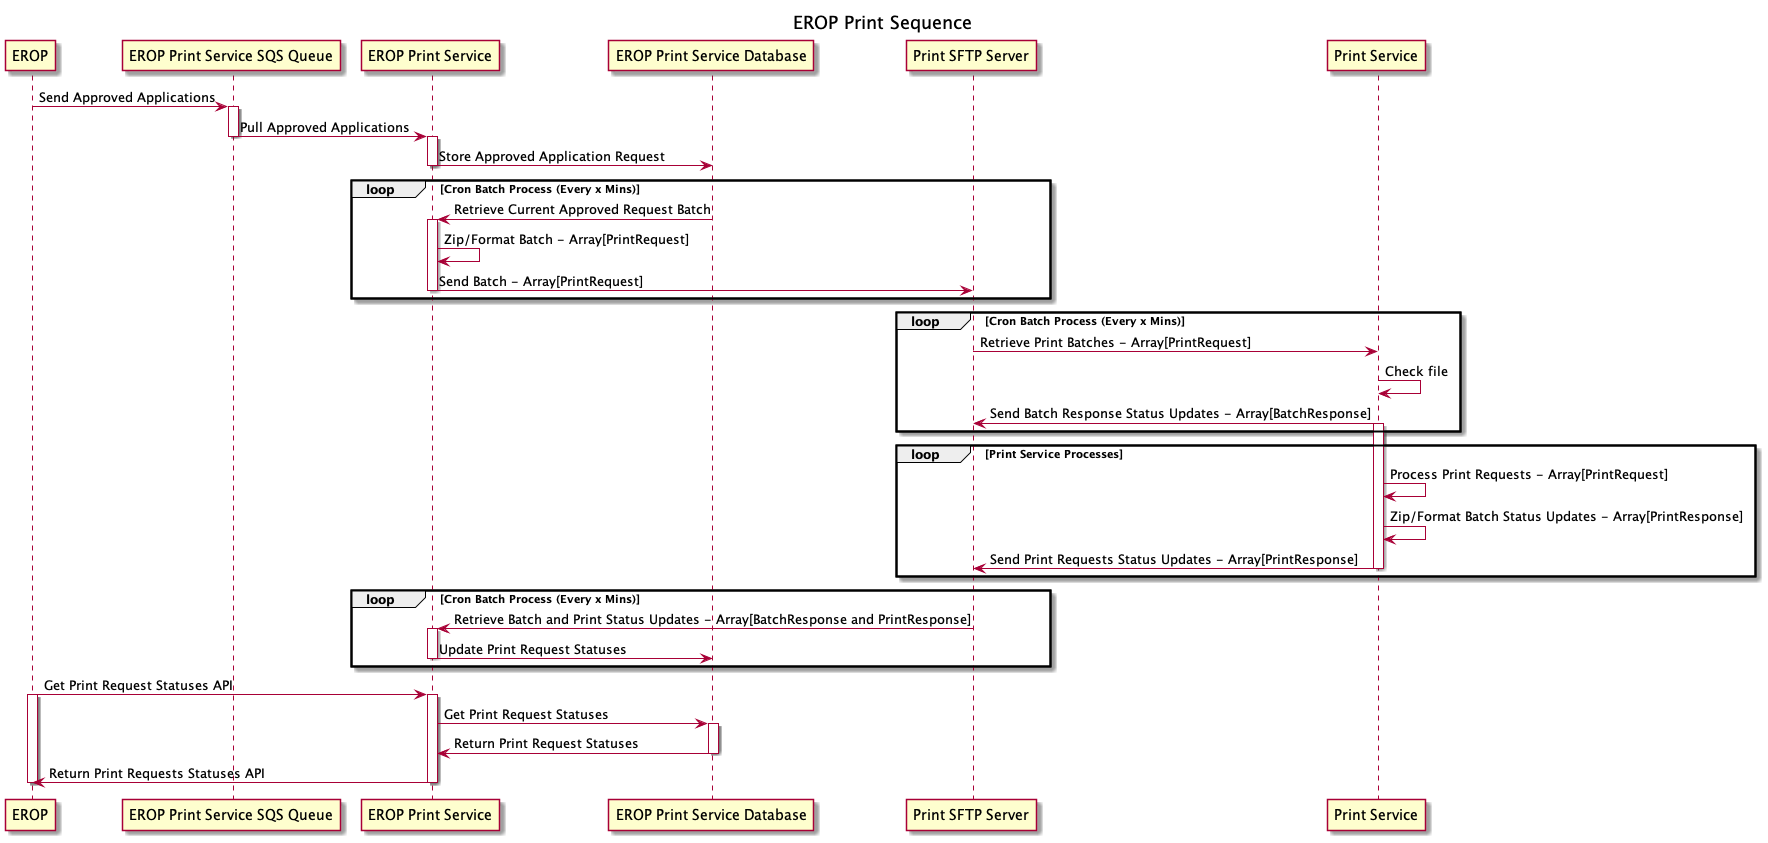 EROP Print Sequence
EROP
EROP Print Service SQS Queue
EROP Print Service
EROP Print Service Database
Print SFTP Server
Print Service
Send Approved Applications
Pull Approved Applications
Store Approved Application Request
loop
[Cron Batch Process (Every x Mins)]
Retrieve Current Approved Request Batch
Zip/Format Batch - Array[PrintRequest]
Send Batch - Array[PrintRequest]
loop
[Cron Batch Process (Every x Mins)]
Retrieve Print Batches - Array[PrintRequest]
Check file
Send Batch Response Status Updates - Array[BatchResponse]
loop
[Print Service Processes]
Process Print Requests - Array[PrintRequest]
Zip/Format Batch Status Updates - Array[PrintResponse]
Send Print Requests Status Updates - Array[PrintResponse]
loop
[Cron Batch Process (Every x Mins)]
Retrieve Batch and Print Status Updates - Array[BatchResponse and PrintResponse]
Update Print Request Statuses
Get Print Request Statuses API
Get Print Request Statuses
Return Print Request Statuses
Return Print Requests Statuses API
EROP
EROP Print Service SQS Queue
EROP Print Service
EROP Print Service Database
Print SFTP Server
Print Service